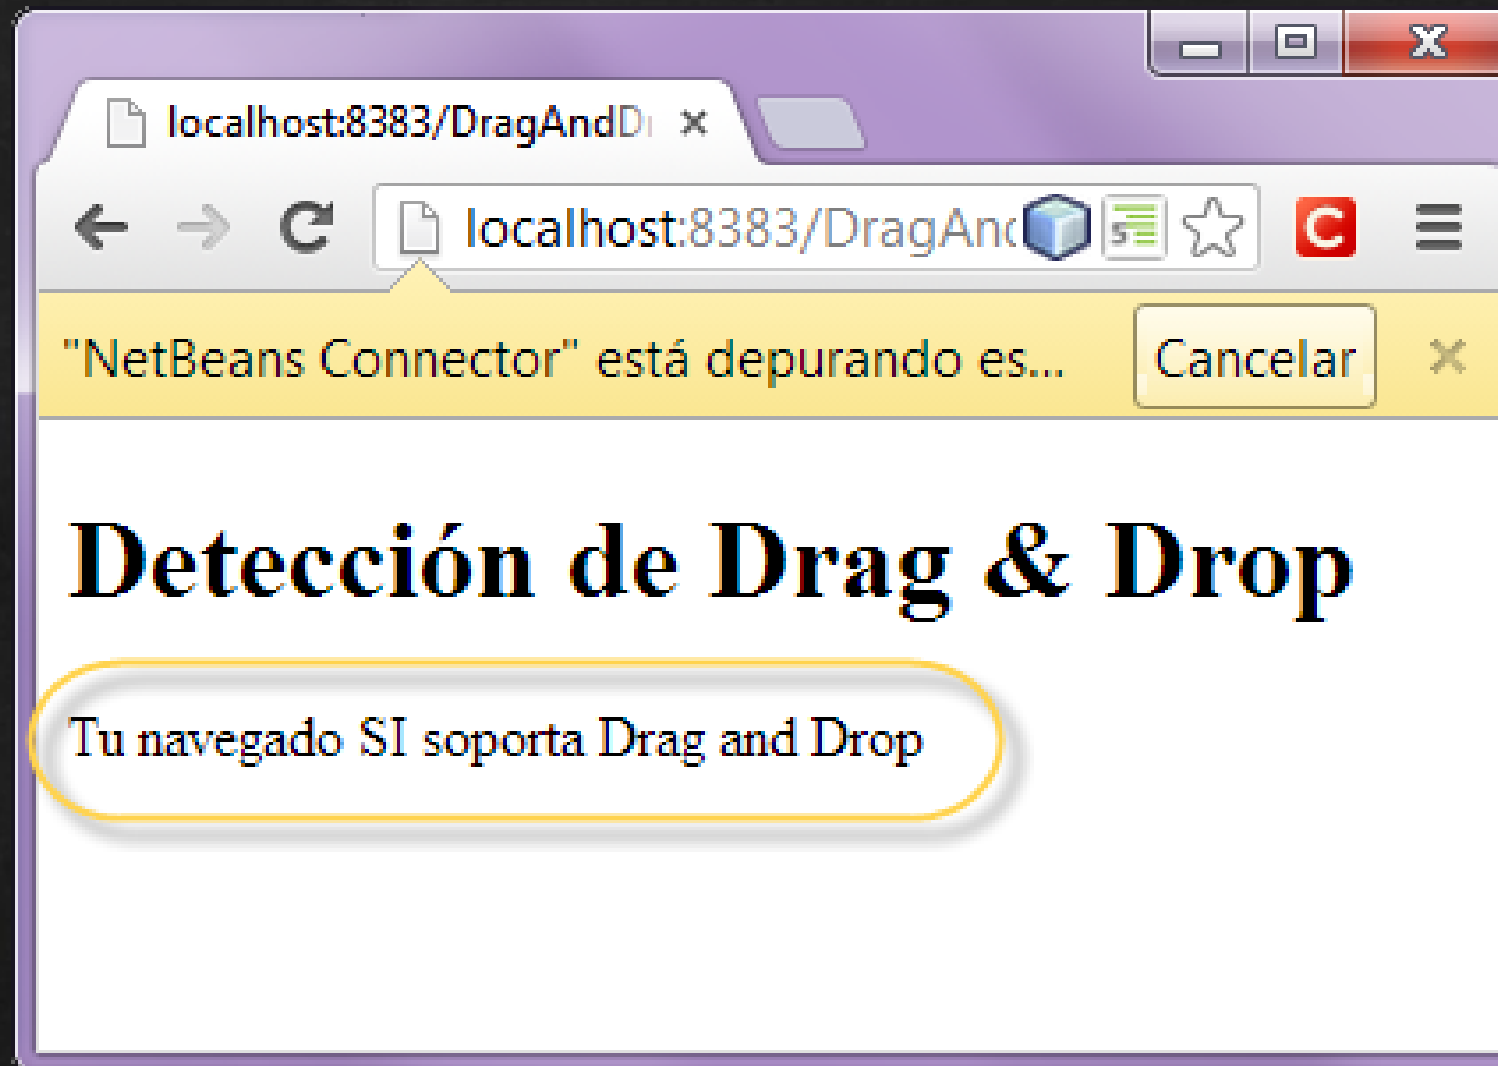 localhost:8383/DragAndD
localhost:8383/DragAnd
"NetBeans Connector" está depurando es...
Cancelar
Detección de Drag & Drop
Tu navegado SI soporta Drag and Drop